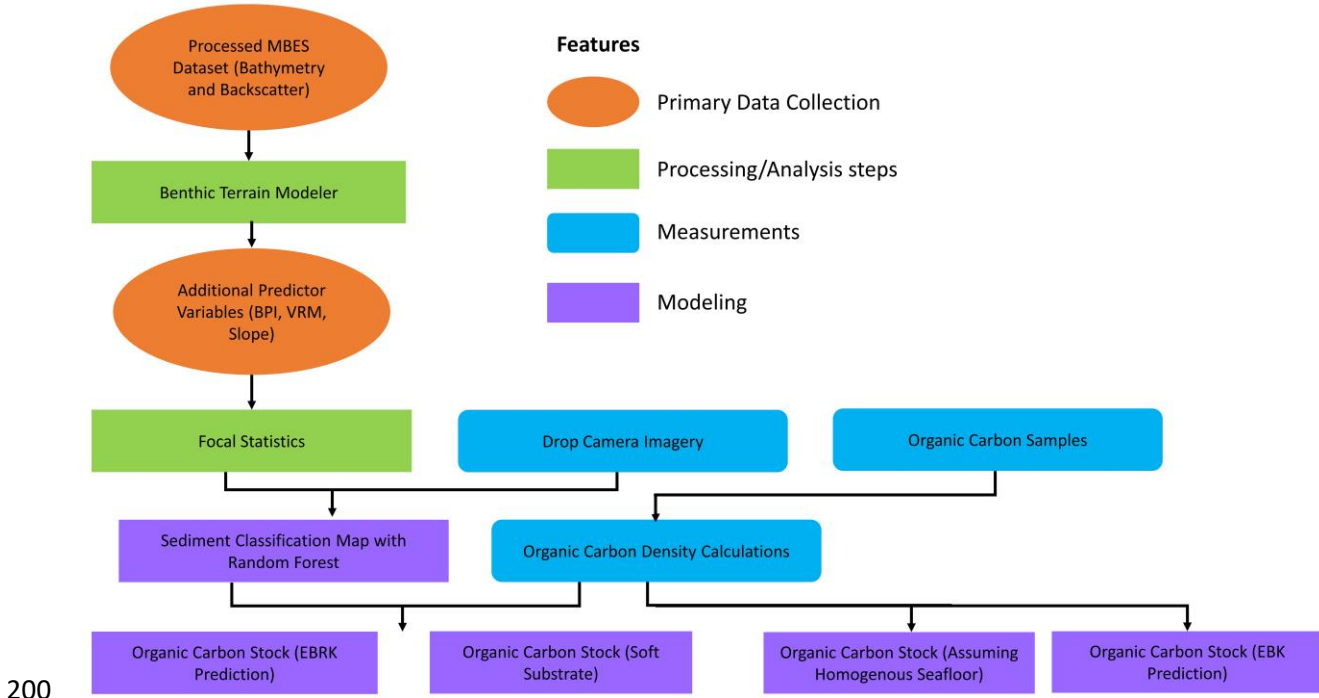 Processed MBES
Dataset (Bathymetry
and Backscatter)
Features
Primary Data Collection
Benthic Terrain Modeler
Processing/Analysis steps
Measurements
Additional Predictor
Variables (BPI, VRM,
Slope)
Modeling
Focal Statistics
Drop Camera Imagery
Organic Carbon Samples
Sediment Classification Map with
Random Forest
Organic Carbon Density Calculations
Organic Carbon Stock (EBRK
Prediction)
Organic Carbon Stock (Soft
Substrate)
Organic Carbon Stock (Assuming
Homogenous Seafloor)
Organic Carbon Stock (EBK
Prediction)
200